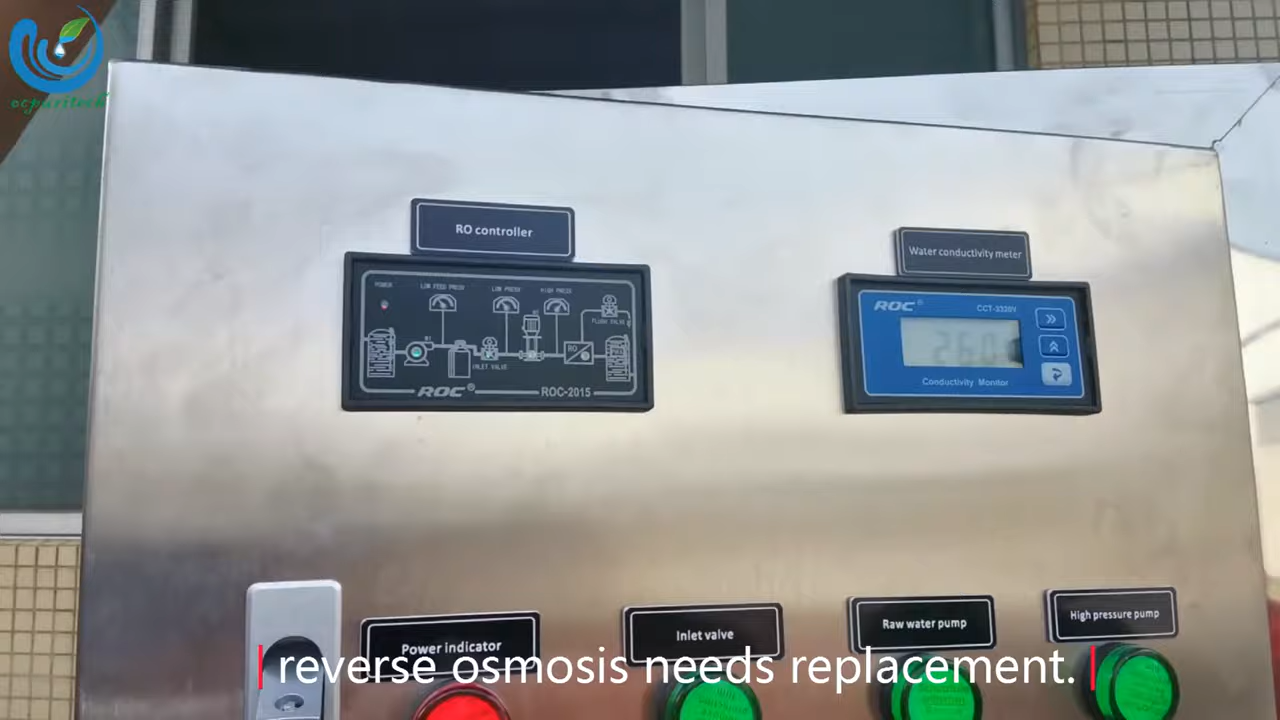 ocpuritech
RO controller
POWER
LOW FEED PRESS
LOW PRESS
HIGH PRESS
FLUSH VALVE
INLET VALVE
RO
ROC®
ROC-2015
Water conductivity meter
ROC®
CCT-3320V
Conductivity Monitor
Power indicator
Inlet valve
Raw water pump
High pressure pump
reverse osmosis needs replacement.